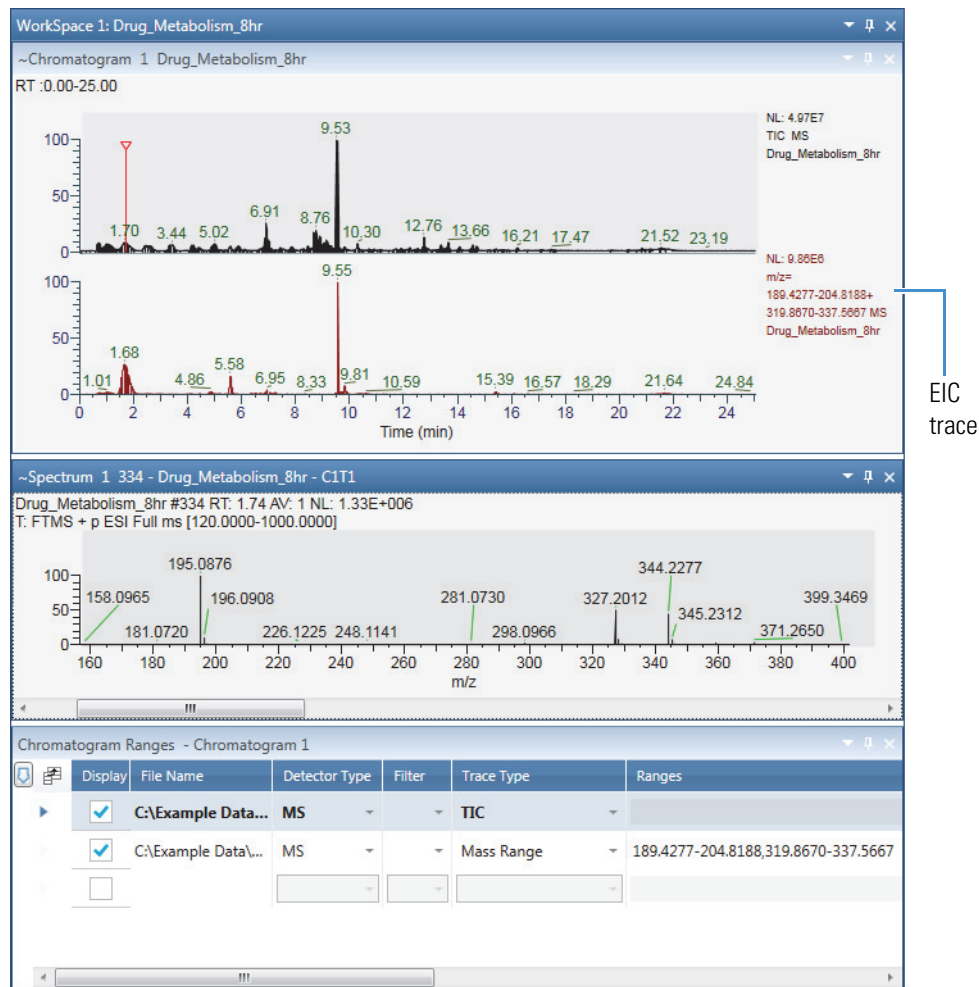 WorkSpace 1: Drug_Metabolism_8hr
~Chromatogram 1 Drug_Metabolism_8hr
RT :0.00-25.00
NL: 4.97E7
TIC MS
Drug_Metabolism_8hr
100
50
0
9.53
1.70 3.44 5.02 6.91 8.76 10.30 12.76 13.66 16.21 17.47 21.52 23.19
NL: 9.86E6
m/z=
189.4277-204.8188+
319.8670-337.5667 MS
Drug_Metabolism_8hr
EIC
trace
100
50
0
9.55
1.01 1.68 4.86 5.58 6.95 8.33 9.81 10.59 15.39 16.57 18.29 21.64 24.84
0 2 4 6 8 10 12 14 16 18 20 22 24
Time (min)
~Spectrum 1 334 - Drug_Metabolism_8hr - C1T1
Drug_Metabolism_8hr #334 RT: 1.74 AV: 1 NL: 1.33E+006
T: FTMS + p ESI Full ms [120.0000-1000.0000]
100
50
0
195.0876 344.2277
158.0965 196.0908 281.0730 327.2012 345.2312 399.3469
181.0720 226.1225 248.1141 298.0966 371.2650
160 180 200 220 240 260 280 300 320 340 360 380 400
m/z
Chromatogram Ranges - Chromatogram 1
Display File Name Detector Type Filter Trace Type Ranges
C:\Example Data... MS TIC
C:\Example Data\... MS Mass Range 189.4277-204.8188,319.8670-337.5667